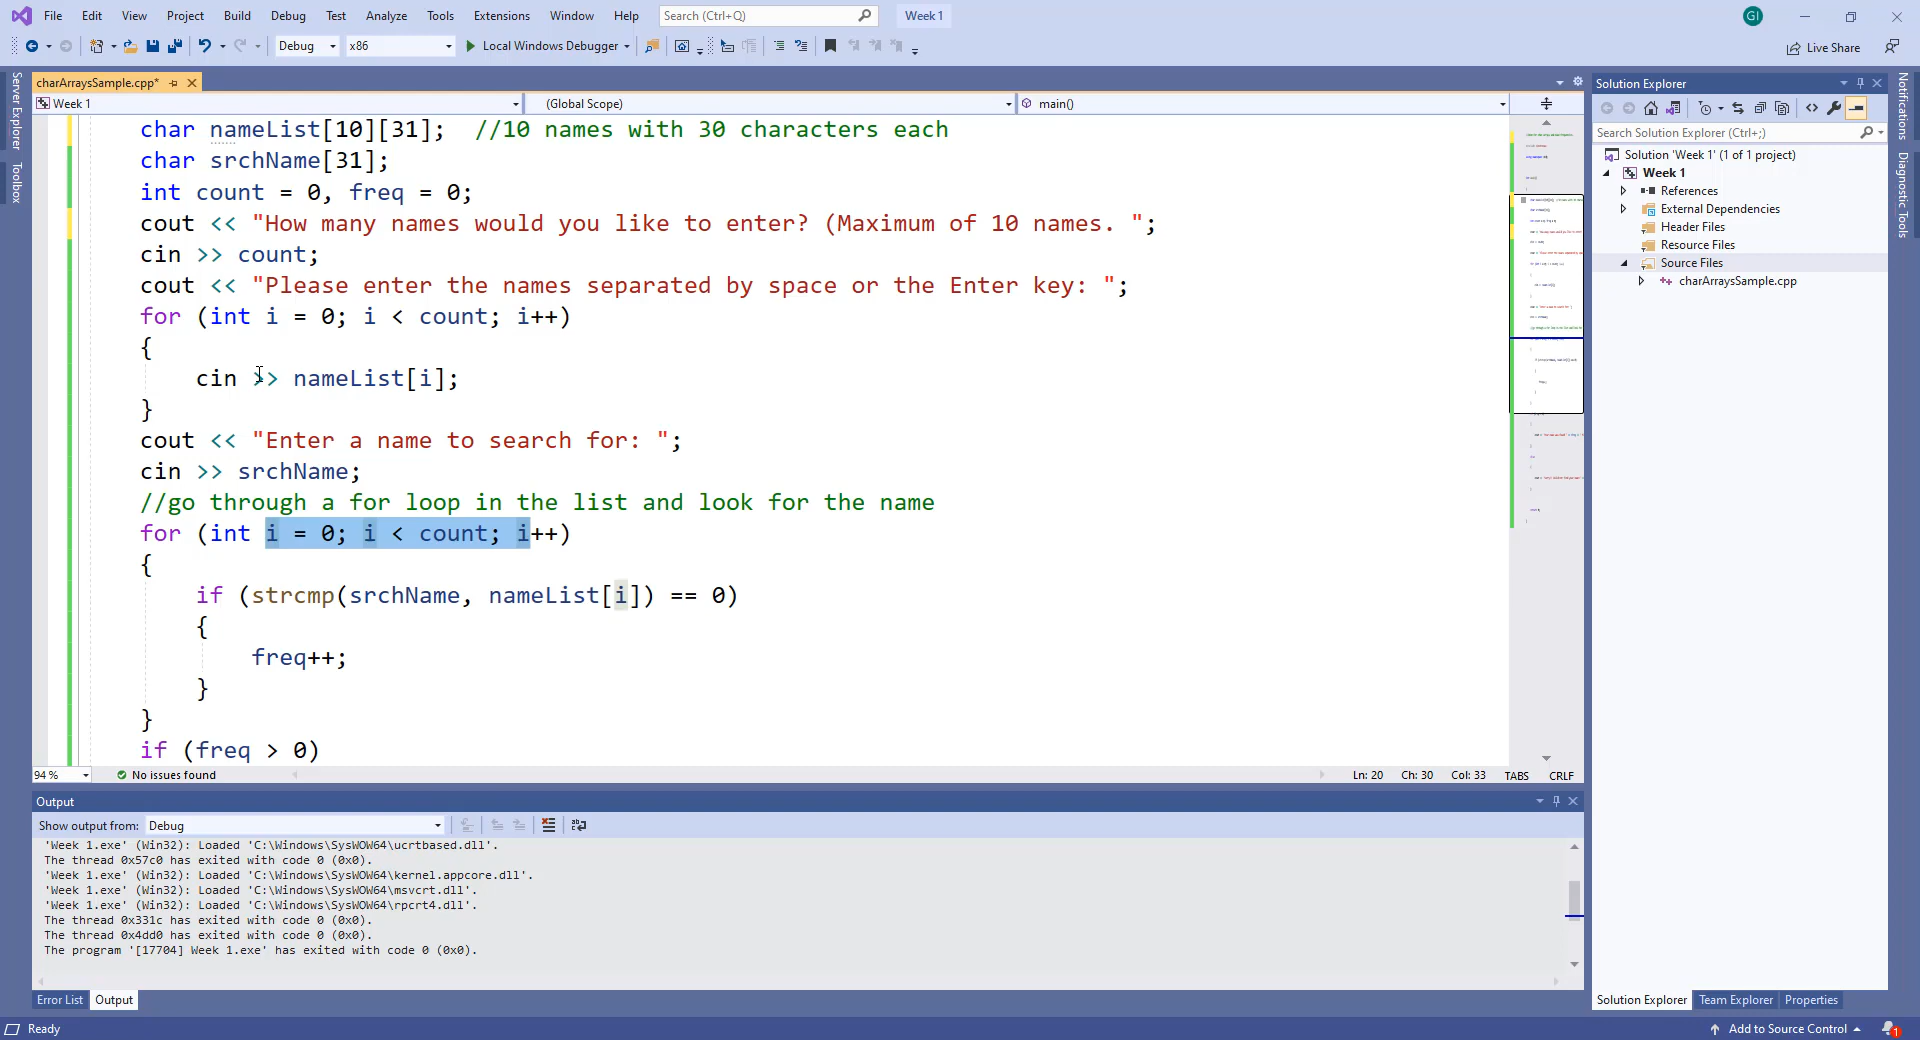 File Edit View Project Build Debug Test Analyze Tools Extensions Window Help Search (Ctrl+Q) Week 1 GI
Debug x86 Local Windows Debugger Live Share
Server Explorer
Toolbox
charArraysSample.cpp*
Week 1 (Global Scope) main()
char nameList[10][31];  //10 names with 30 characters each
char srchName[31];
int count = 0, freq = 0;
cout << "How many names would you like to enter? (Maximum of 10 names. ";
cin >> count;
cout << "Please enter the names separated by space or the Enter key: ";
for (int i = 0; i < count; i++)
{
cin >> nameList[i];
}
cout << "Enter a name to search for: ";
cin >> srchName;
//go through a for loop in the list and look for the name
for (int i = 0; i < count; i++)
{
if (strcmp(srchName, nameList[i]) == 0)
{
freq++;
}
}
if (freq > 0)
94 % No issues found Ln: 20 Ch: 30 Col: 33 TABS CRLF
Output
Show output from: Debug
'Week 1.exe' (Win32): Loaded 'C:\Windows\SysWOW64\ucrtbased.dll'.
The thread 0x57c0 has exited with code 0 (0x0).
'Week 1.exe' (Win32): Loaded 'C:\Windows\SysWOW64\kernel.appcore.dll'.
'Week 1.exe' (Win32): Loaded 'C:\Windows\SysWOW64\msvcrt.dll'.
'Week 1.exe' (Win32): Loaded 'C:\Windows\SysWOW64\rpcrt4.dll'.
The thread 0x331c has exited with code 0 (0x0).
The thread 0x4dd0 has exited with code 0 (0x0).
The program '[17704] Week 1.exe' has exited with code 0 (0x0).
Error List Output
Solution Explorer
Search Solution Explorer (Ctrl+;)
Solution 'Week 1' (1 of 1 project)
Week 1
References
External Dependencies
Header Files
Resource Files
Source Files
charArraysSample.cpp
Solution Explorer Team Explorer Properties
Notifications
Diagnostic Tools
Ready Add to Source Control 1